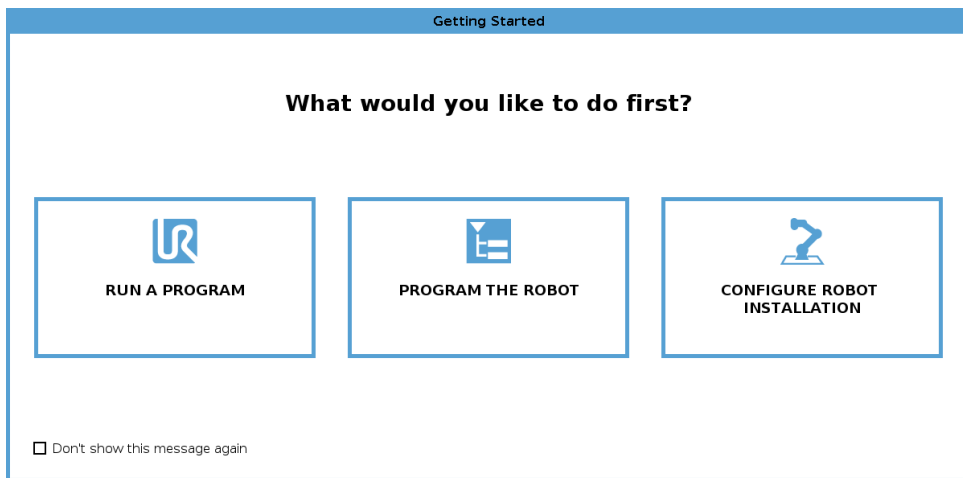 Getting Started
What would you like to do first?
RUN A PROGRAM
PROGRAM THE ROBOT
CONFIGURE ROBOT
INSTALLATION
Don't show this message again